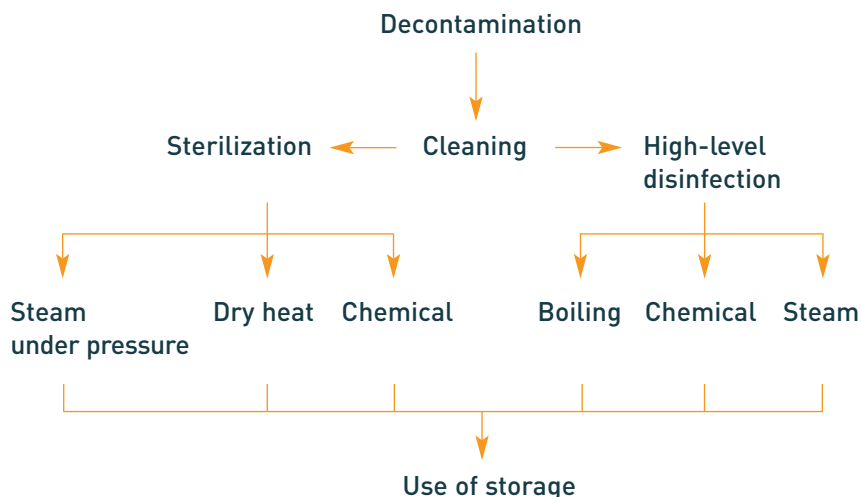 Decontamination
Sterilization
Cleaning
High-level
disinfection
Steam
under pressure
Dry heat
Chemical
Boiling
Chemical
Steam
Use of storage